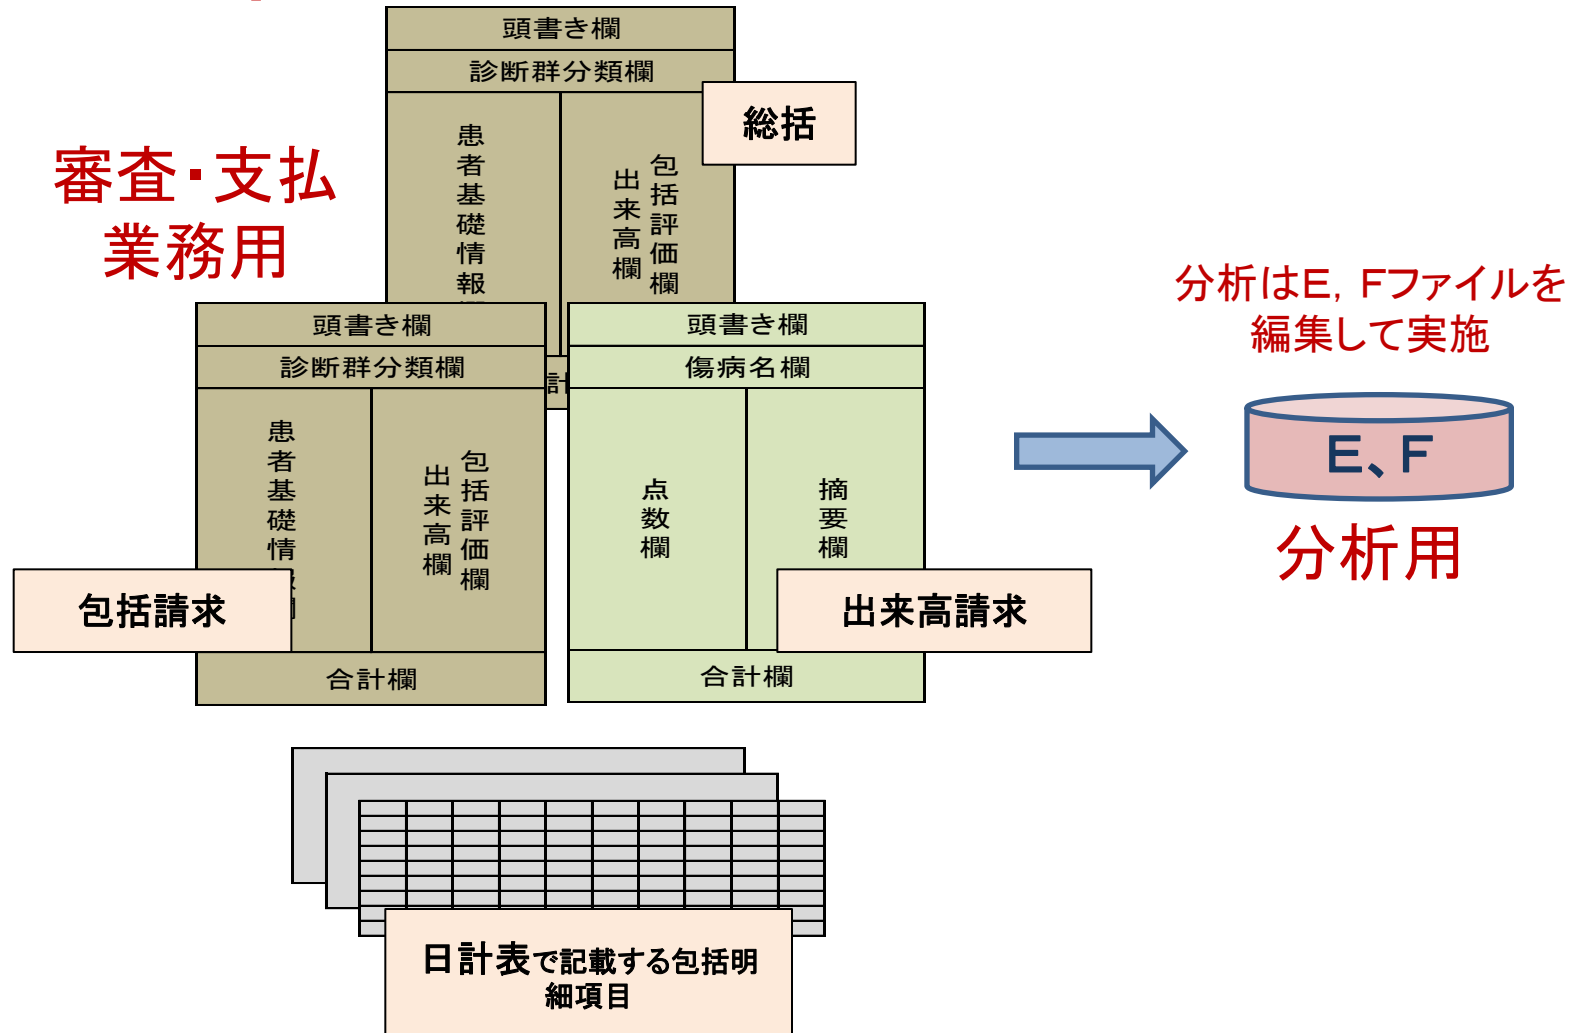 頭書き欄
診断群分類欄
総括
患者基礎情報
出来高欄
包括評価欄
計
審査・支払
業務用
頭書き欄
診断群分類欄
患者基礎情
出来高欄
包括評価欄
合計欄
包括請求
頭書き欄
傷病名欄
点数欄
摘要欄
合計欄
出来高請求
分析はE, Fファイルを
編集して実施
E、F
分析用
日計表で記載する包括明
細項目